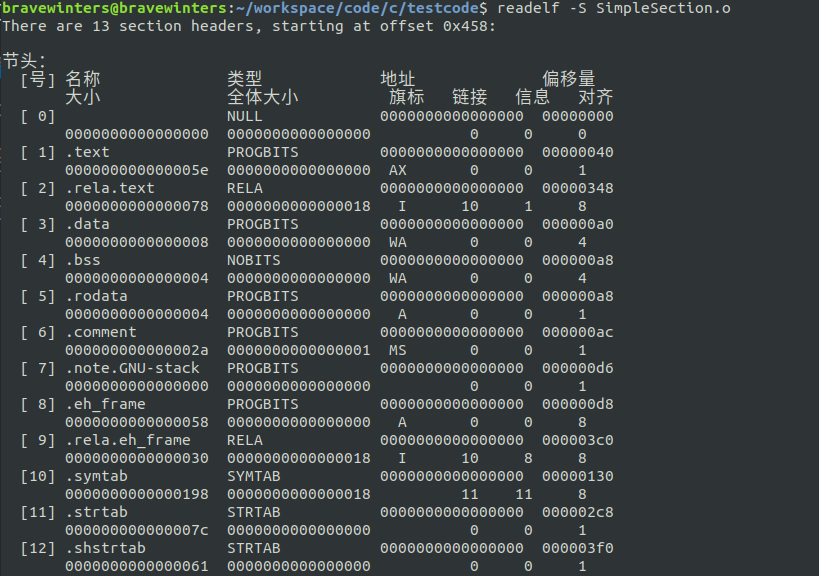 bravewinters@bravewinters:~/workspace/code/c/testcode$ readelf -S SimpleSection.o
There are 13 section headers, starting at offset 0x458:
节头：
[号] 名称 类型 地址 偏移量
大小 全体大小 旗标 链接 信息 对齐
[ 0] NULL 0000000000000000 00000000
0000000000000000 0000000000000000 0 0 0
[ 1] .text PROGBITS 0000000000000000 00000040
000000000000005e 0000000000000000 AX 0 0 1
[ 2] .rela.text RELA 0000000000000000 00000348
0000000000000078 0000000000000018 I 10 1 8
[ 3] .data PROGBITS 0000000000000000 000000a0
0000000000000008 0000000000000000 WA 0 0 4
[ 4] .bss NOBITS 0000000000000000 000000a8
0000000000000004 0000000000000000 WA 0 0 4
[ 5] .rodata PROGBITS 0000000000000000 000000a8
0000000000000004 0000000000000000 A 0 0 1
[ 6] .comment PROGBITS 0000000000000000 000000ac
000000000000002a 0000000000000001 MS 0 0 1
[ 7] .note.GNU-stack PROGBITS 0000000000000000 000000d6
0000000000000000 0000000000000000 0 0 1
[ 8] .eh_frame PROGBITS 0000000000000000 000000d8
0000000000000058 0000000000000000 A 0 0 8
[ 9] .rela.eh_frame RELA 0000000000000000 000003c0
0000000000000030 0000000000000018 I 10 8 8
[10] .symtab SYMTAB 0000000000000000 00000130
0000000000000198 0000000000000018 11 11 8
[11] .strtab STRTAB 0000000000000000 000002c8
000000000000007c 0000000000000000 0 0 1
[12] .shstrtab STRTAB 0000000000000000 000003f0
0000000000000061 0000000000000000 0 0 1